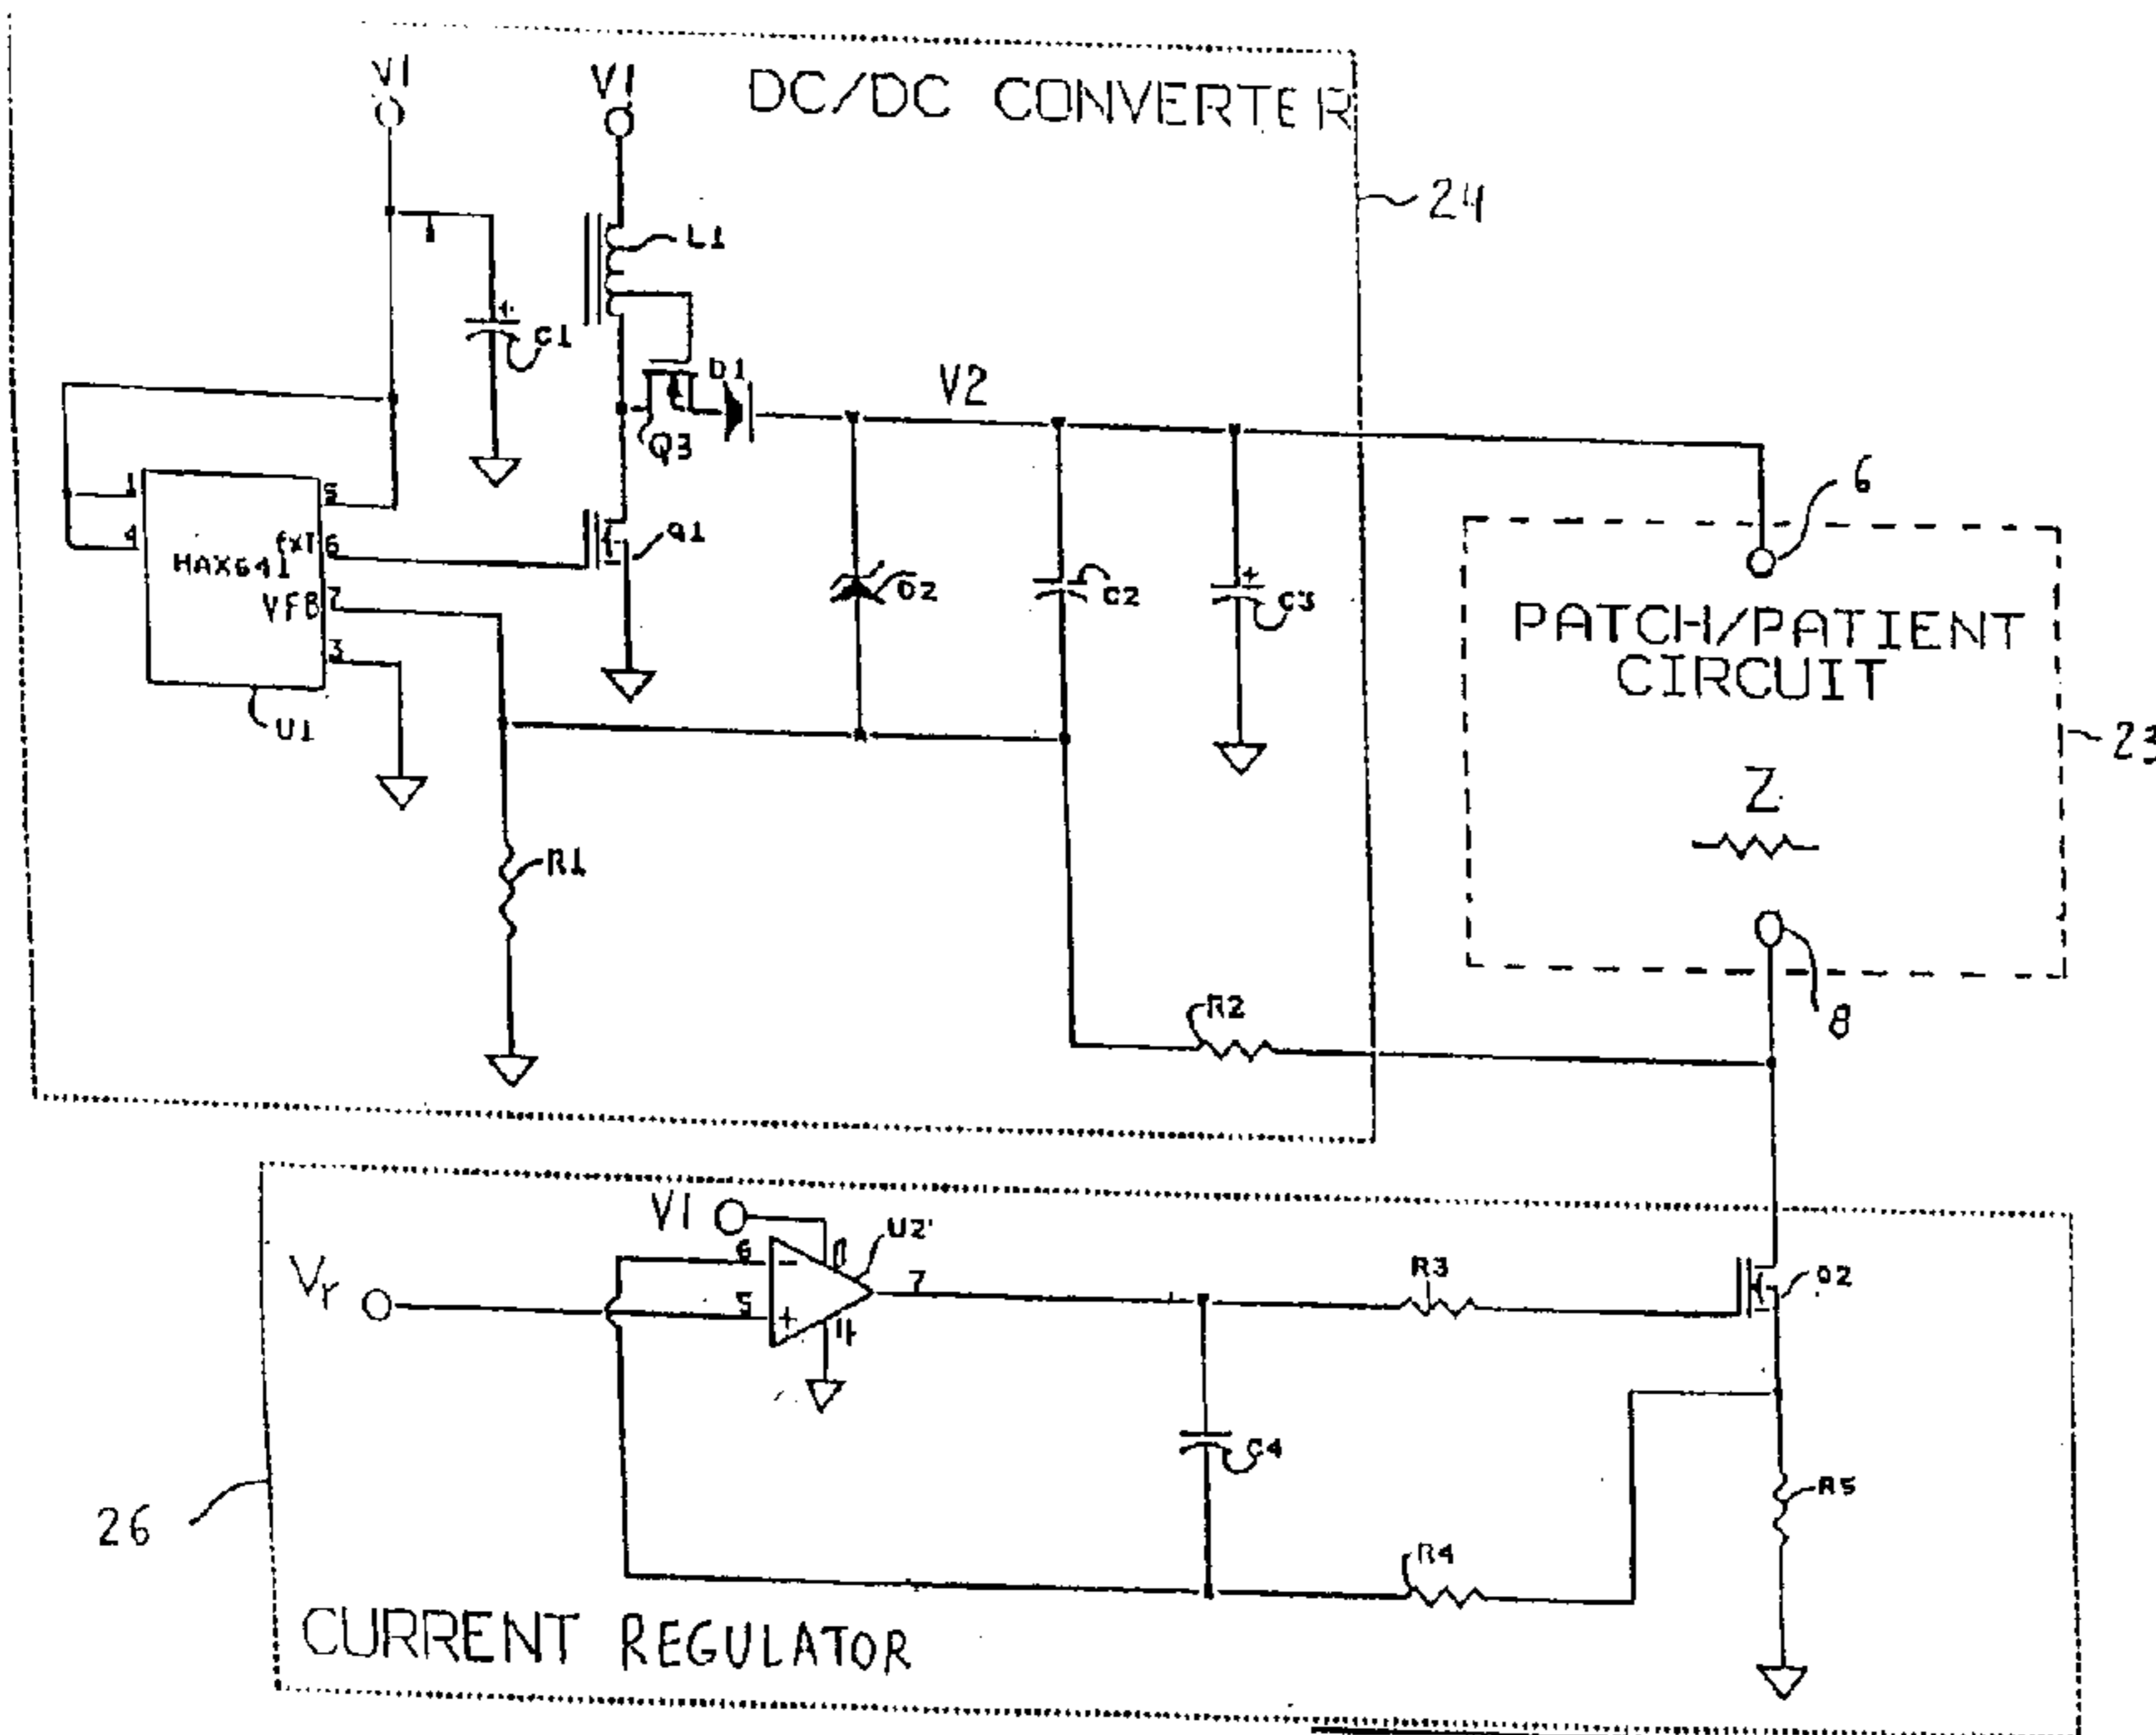 V1
V1
DC/DC CONVERTER
24
L1
C1
D1
V2
Q3
6
1
5
4
EXT 6
Q1
MAX641
D2
C2
C3
VFB
7
3
PATCH/PATIENT
CIRCUIT
U1
23
Z
R1
R2
8
V1
U2
6
8
Vr
5
7
R3
Q2
4
C4
R5
26
R4
CURRENT REGULATOR